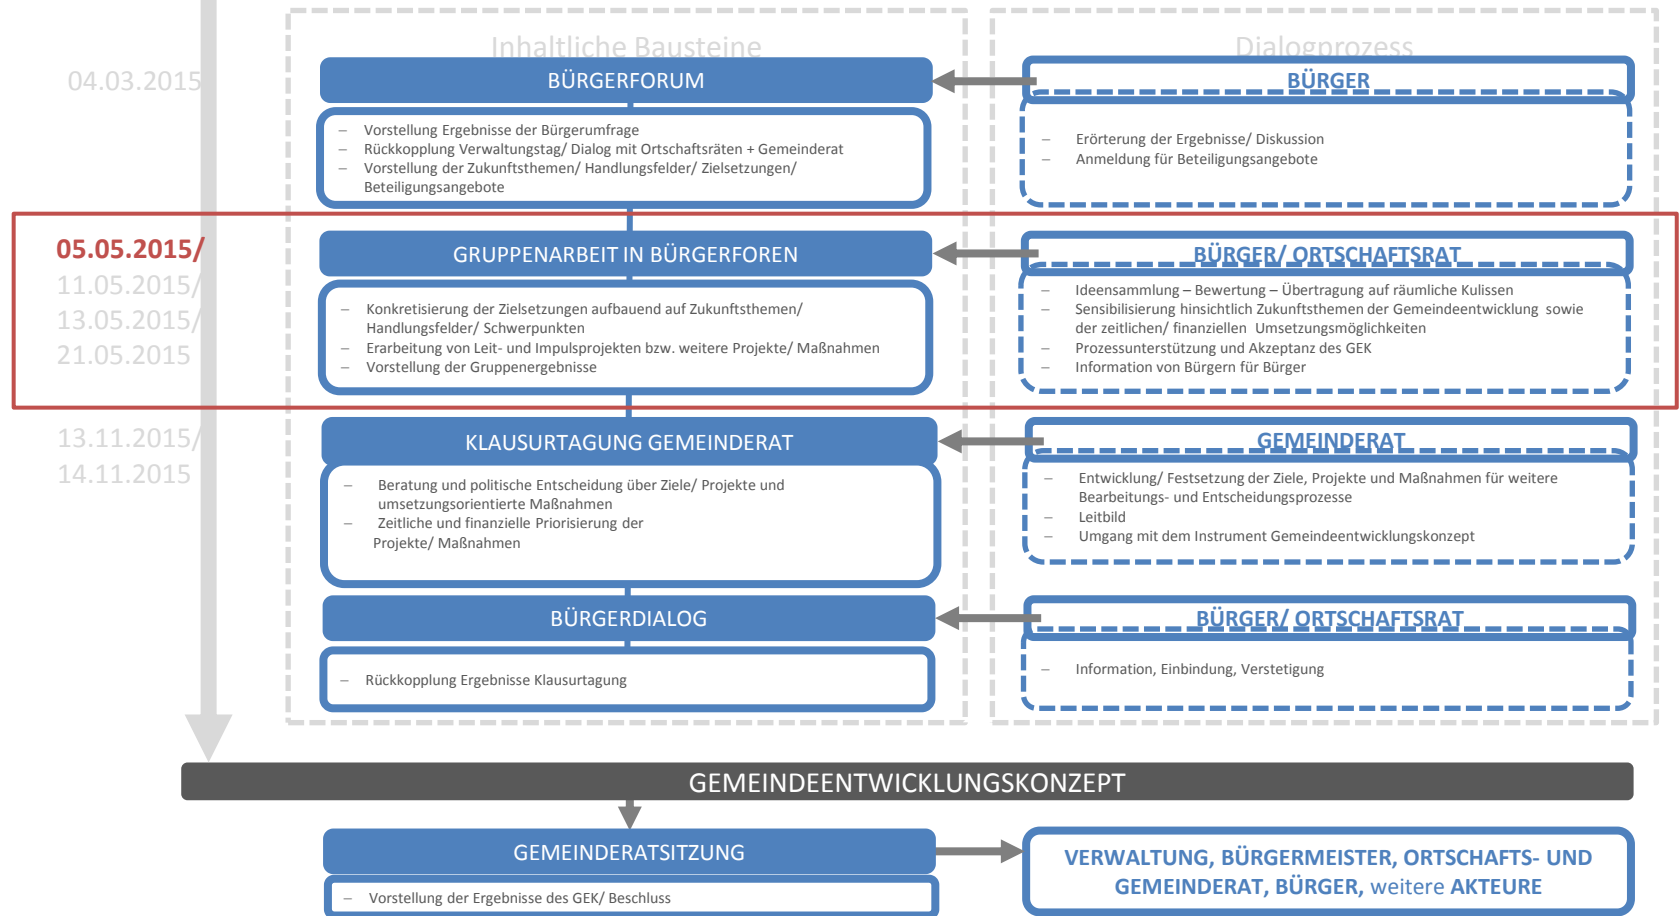 Inhaltliche Bausteine
Dialogprozess
04.03.2015
BÜRGERFORUM
– Vorstellung Ergebnisse der Bürgerumfrage
– Rückkopplung Verwaltungstag/ Dialog mit Ortschaftsräten + Gemeinderat
– Vorstellung der Zukunftsthemen/ Handlungsfelder/ Zielsetzungen/
Beteiligungsangebote
BÜRGER
– Erörterung der Ergebnisse/ Diskussion
– Anmeldung für Beteiligungsangebote
05.05.2015/
11.05.2015/
13.05.2015/
21.05.2015
GRUPPENARBEIT IN BÜRGERFOREN
– Konkretisierung der Zielsetzungen aufbauend auf Zukunftsthemen/
Handlungsfelder/ Schwerpunkten
– Erarbeitung von Leit- und Impulsprojekten bzw. weitere Projekte/ Maßnahmen
– Vorstellung der Gruppenergebnisse
BÜRGER/ ORTSCHAFTSRAT
– Ideensammlung – Bewertung – Übertragung auf räumliche Kulissen
– Sensibilisierung hinsichtlich Zukunftsthemen der Gemeindeentwicklung sowie
der zeitlichen/ finanziellen Umsetzungsmöglichkeiten
– Prozessunterstützung und Akzeptanz des GEK
– Information von Bürgern für Bürger
13.11.2015/
14.11.2015
KLAUSURTAGUNG GEMEINDERAT
– Beratung und politische Entscheidung über Ziele/ Projekte und
umsetzungsorientierte Maßnahmen
– Zeitliche und finanzielle Priorisierung der
Projekte/ Maßnahmen
GEMEINDERAT
– Entwicklung/ Festsetzung der Ziele, Projekte und Maßnahmen für weitere
Bearbeitungs- und Entscheidungsprozesse
– Leitbild
– Umgang mit dem Instrument Gemeindeentwicklungskonzept
BÜRGERDIALOG
– Rückkopplung Ergebnisse Klausurtagung
BÜRGER/ ORTSCHAFTSRAT
– Information, Einbindung, Verstetigung
GEMEINDEENTWICKLUNGSKONZEPT
GEMEINDERATSITZUNG
– Vorstellung der Ergebnisse des GEK/ Beschluss
VERWALTUNG, BÜRGERMEISTER, ORTSCHAFTS- UND
GEMEINDERAT, BÜRGER, weitere AKTEURE